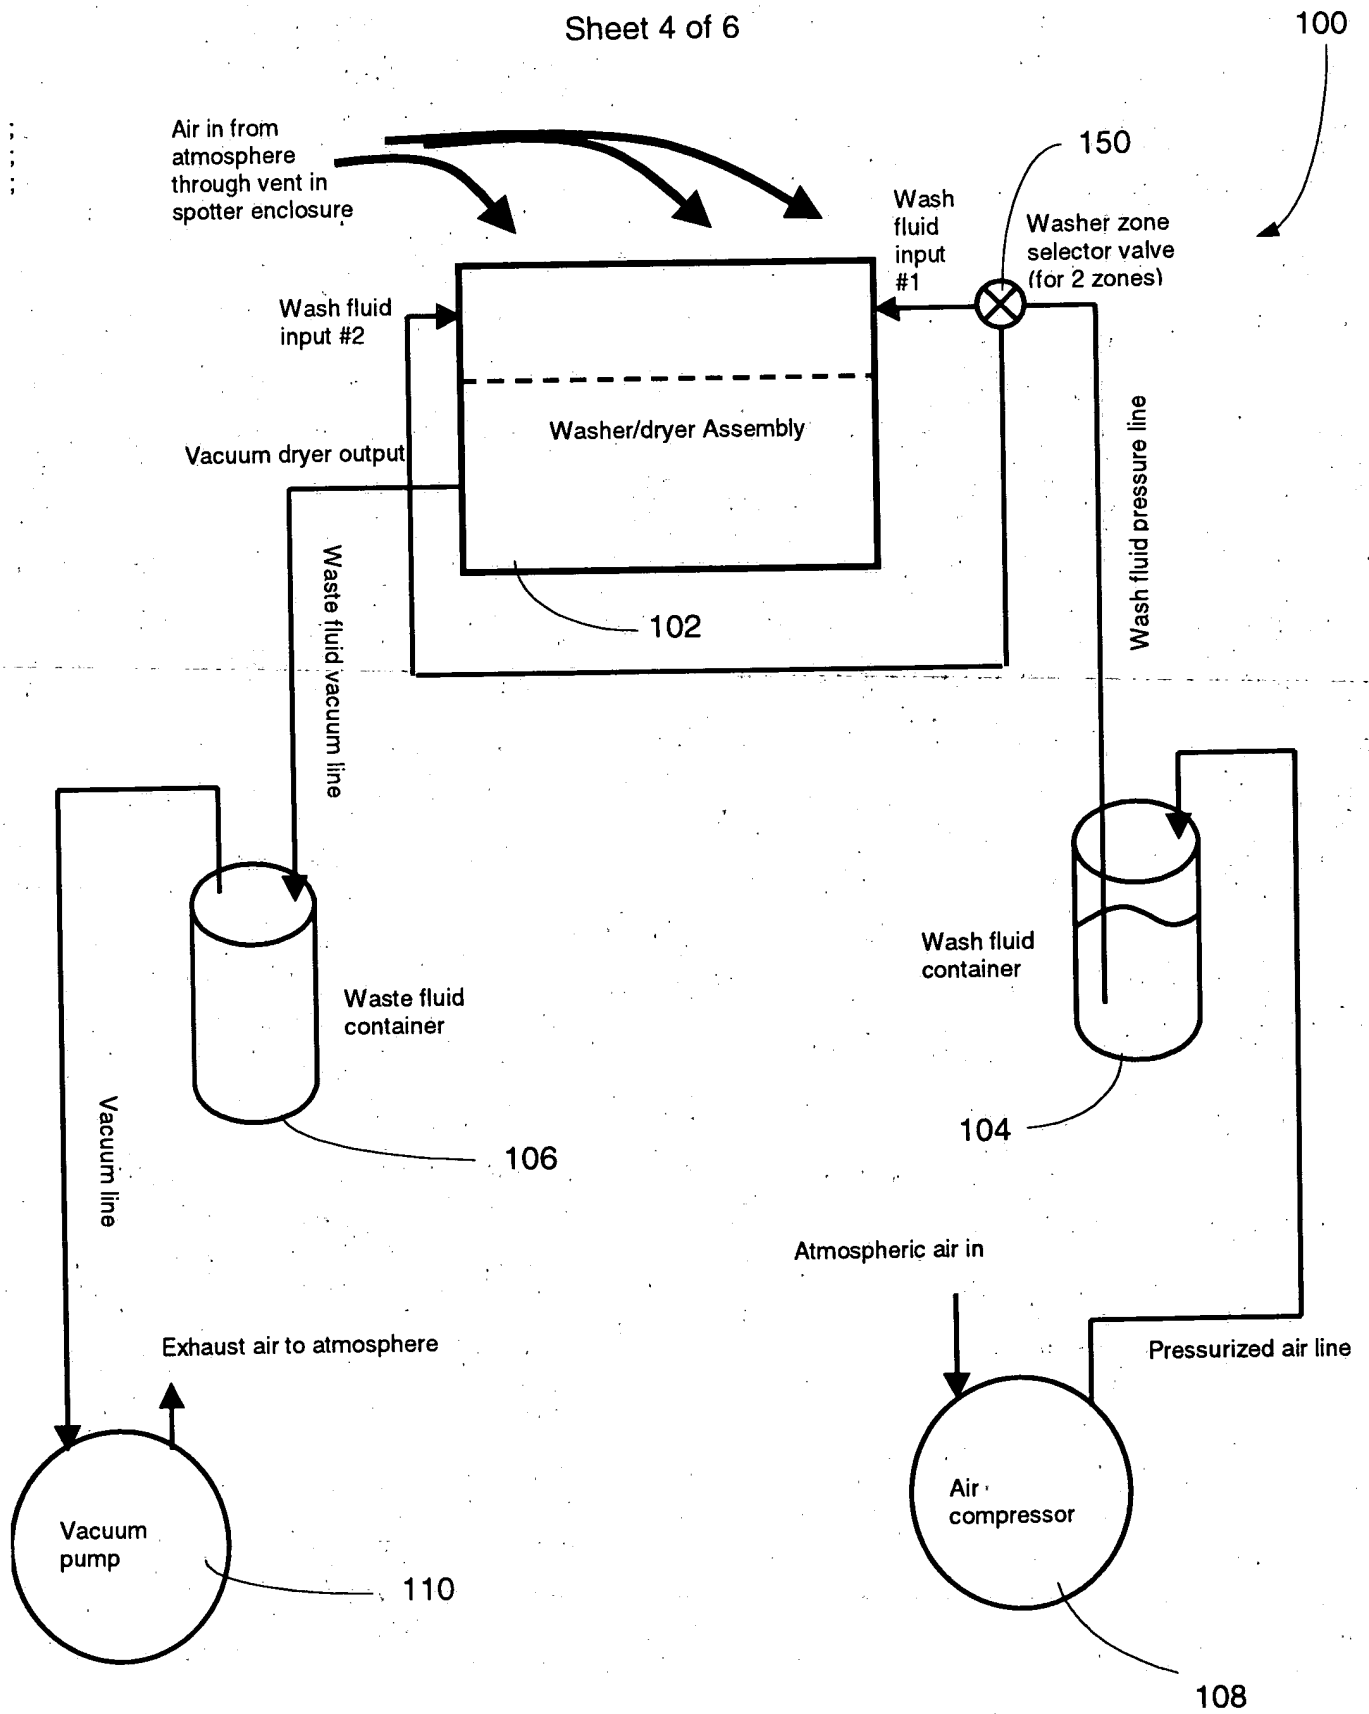 Sheet 4 of 6
100
Air in from
atmosphere
through vent in
spotter enclosure
150
Wash
fluid
input
#1
Washer zone
selector valve
(for 2 zones)
Wash fluid
input #2
Washer/dryer Assembly
Vacuum dryer output
Wash fluid pressure line
Waste fluid vacuum line
102
Wash fluid
container
Waste fluid
container
104
106
Vacuum line
Atmospheric air in
Exhaust air to atmosphere
Pressurized air line
Air
compressor
Vacuum
pump
110
108